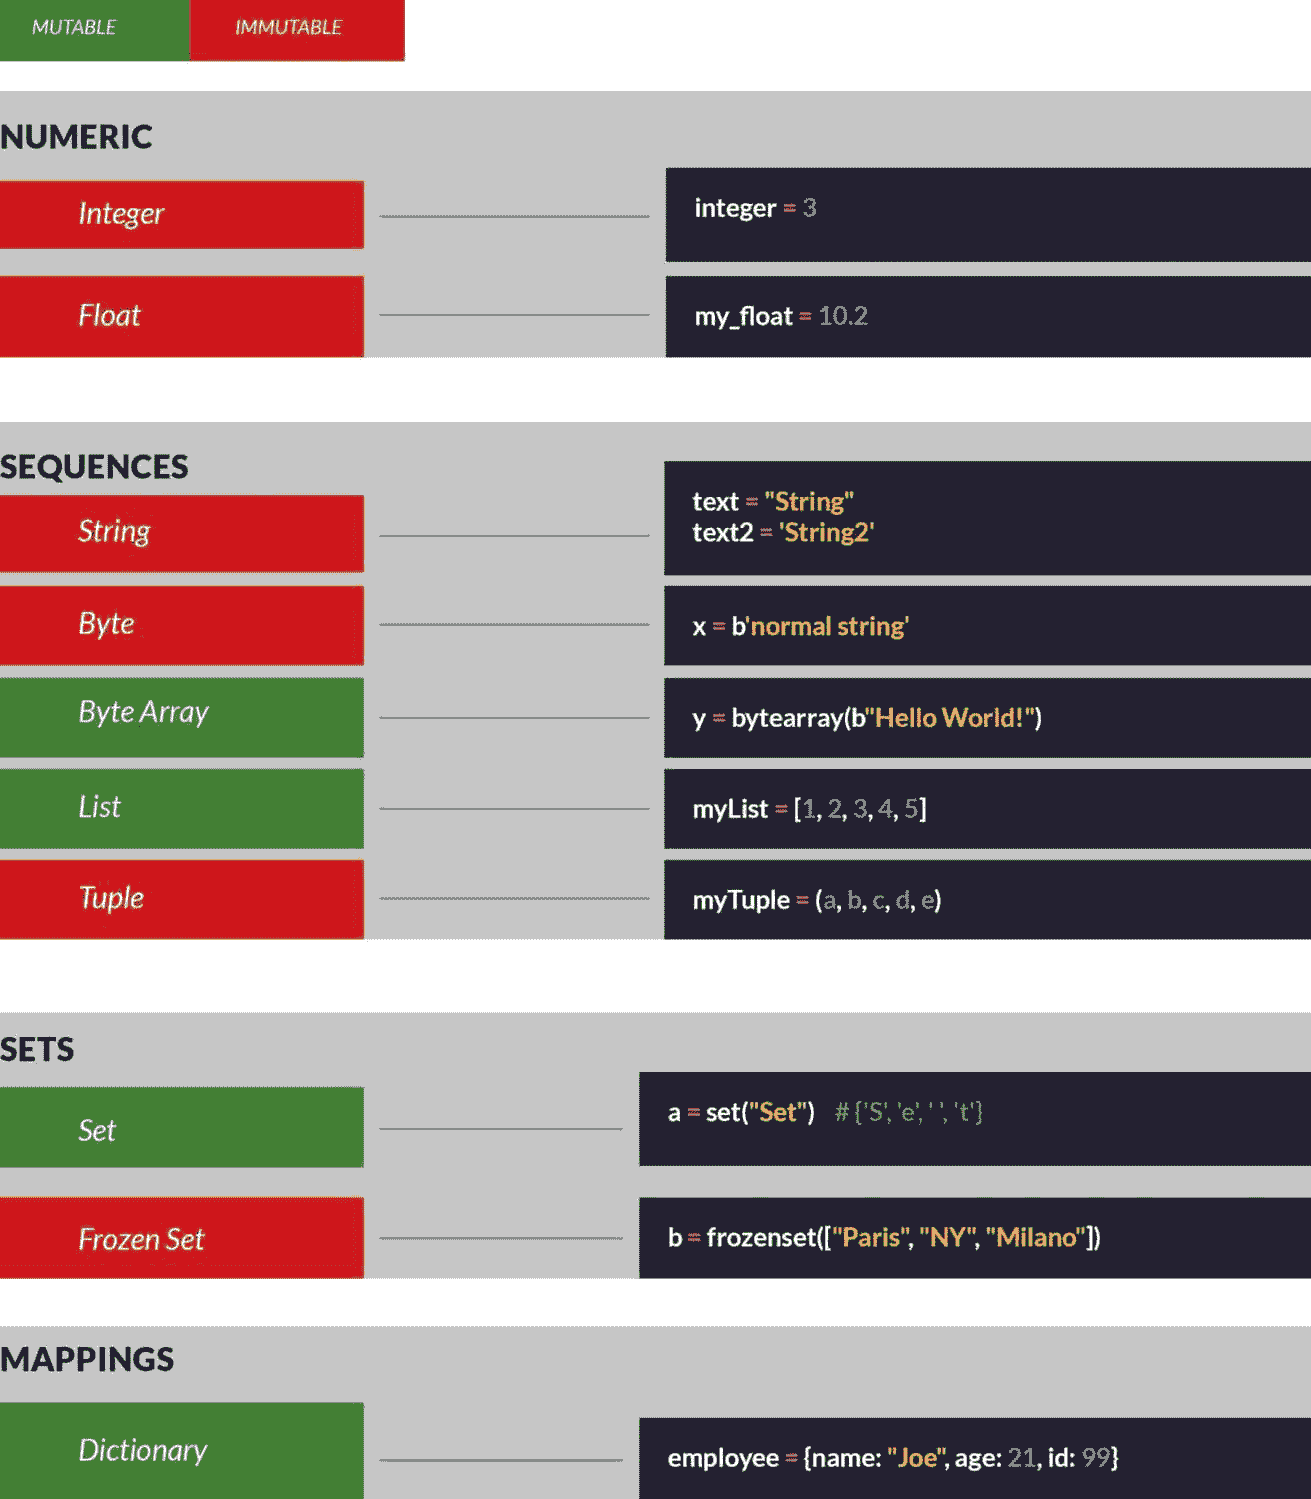 MUTABLE IMMUTABLE
NUMERIC
Integer
integer = 3
Float
my_float = 10.2
SEQUENCES
String
text = "String"
text2 = 'String2'
Byte
x = b'normal string'
Byte Array
y = bytearray(b"Hello World!")
List
myList = [1, 2, 3, 4, 5]
Tuple
myTuple = (a, b, c, d, e)
SETS
Set
a = set("Set") # {'S', 'e', ' ', 't'}
Frozen Set
b = frozenset(["Paris", "NY", "Milano"])
MAPPINGS
Dictionary
employee = {name: "Joe", age: 21, id: 99}